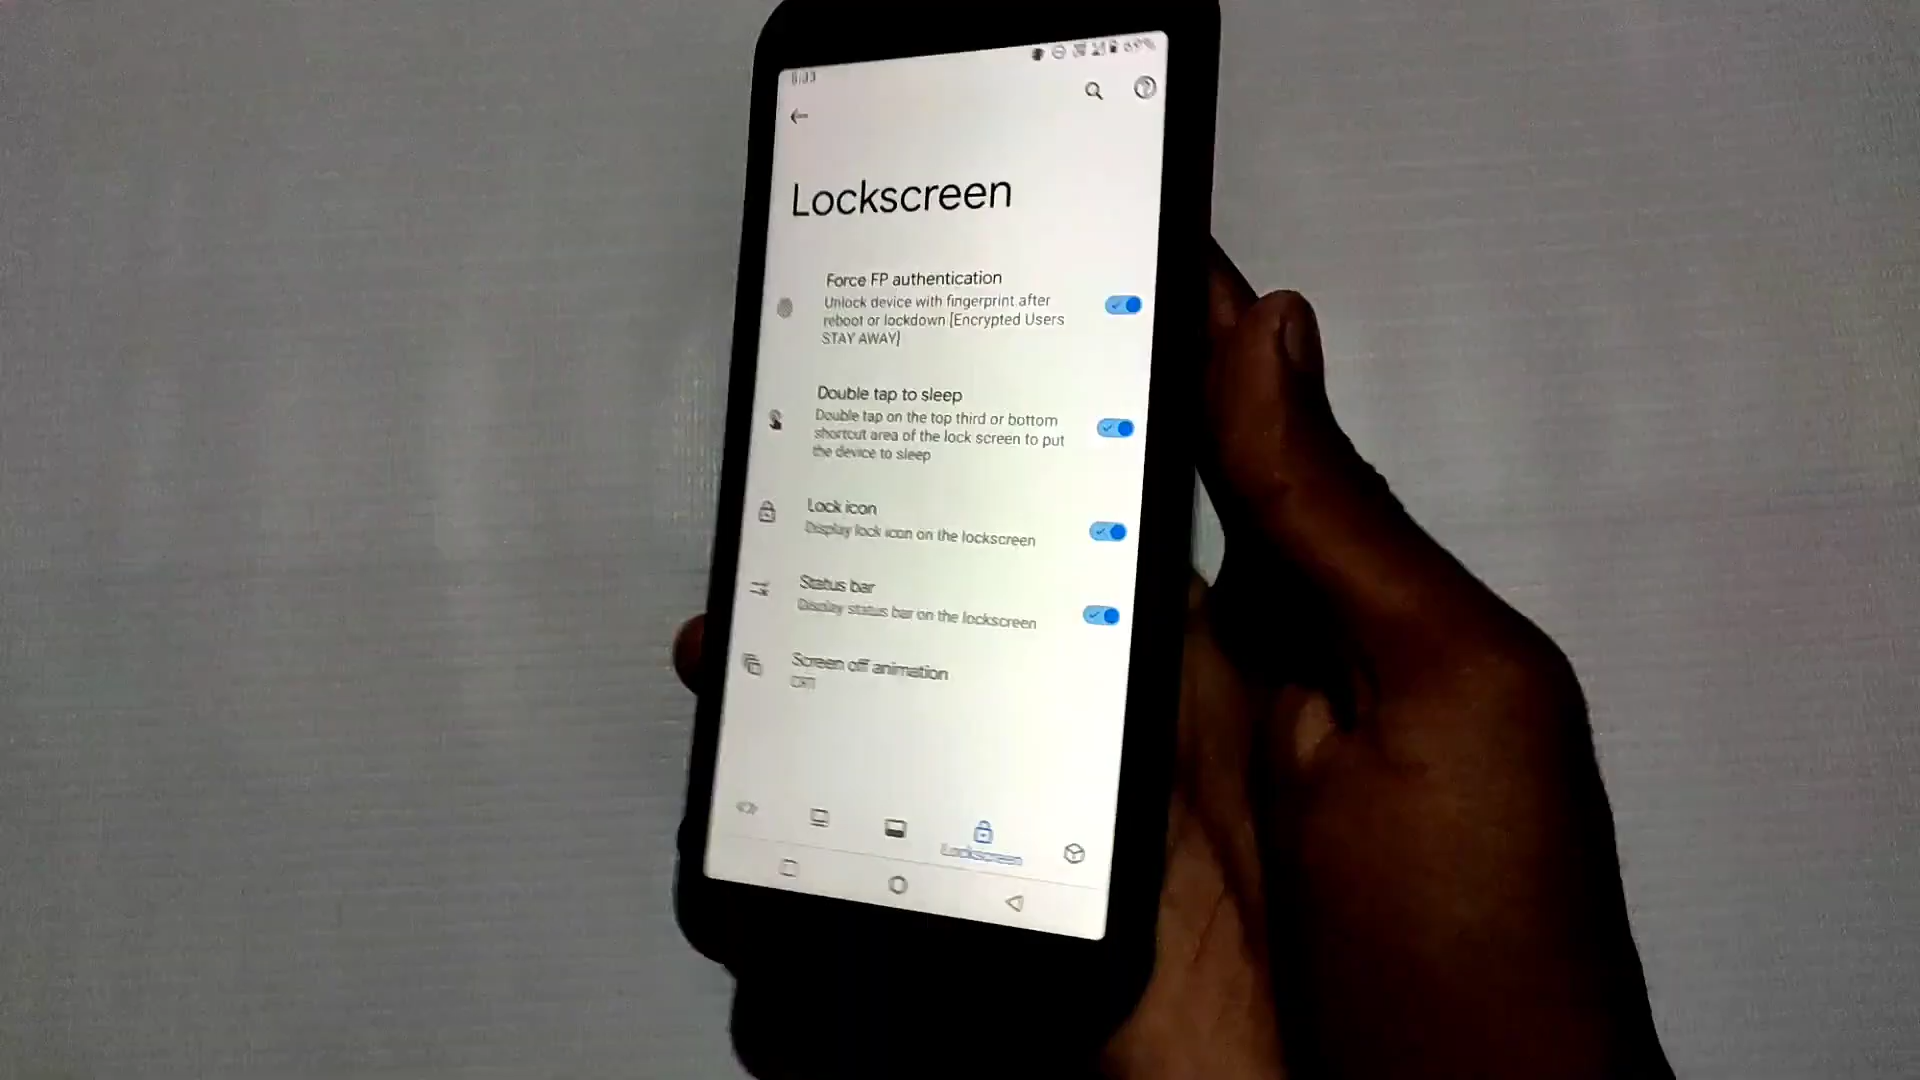 69%
Lockscreen
Force FP authentication
Unlock device with fingerprint after
reboot or lockdown [Encrypted Users
STAY AWAY]
Double tap to sleep
Double tap on the top third or bottom
shortcut area of the lock screen to put
the device to sleep
Lock icon
Display lock icon on the lockscreen
Status bar
Display status bar on the lockscreen
Screen off animation
Lockscreen